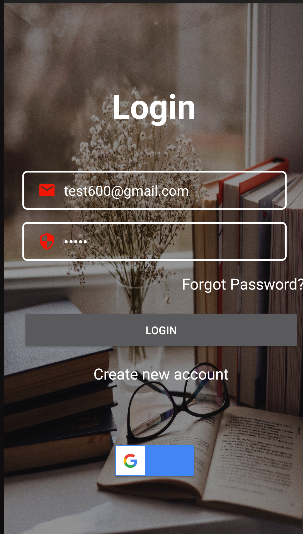 Login
test600@gmail.com
•••••
Forgot Password?
LOGIN
Create new account
G